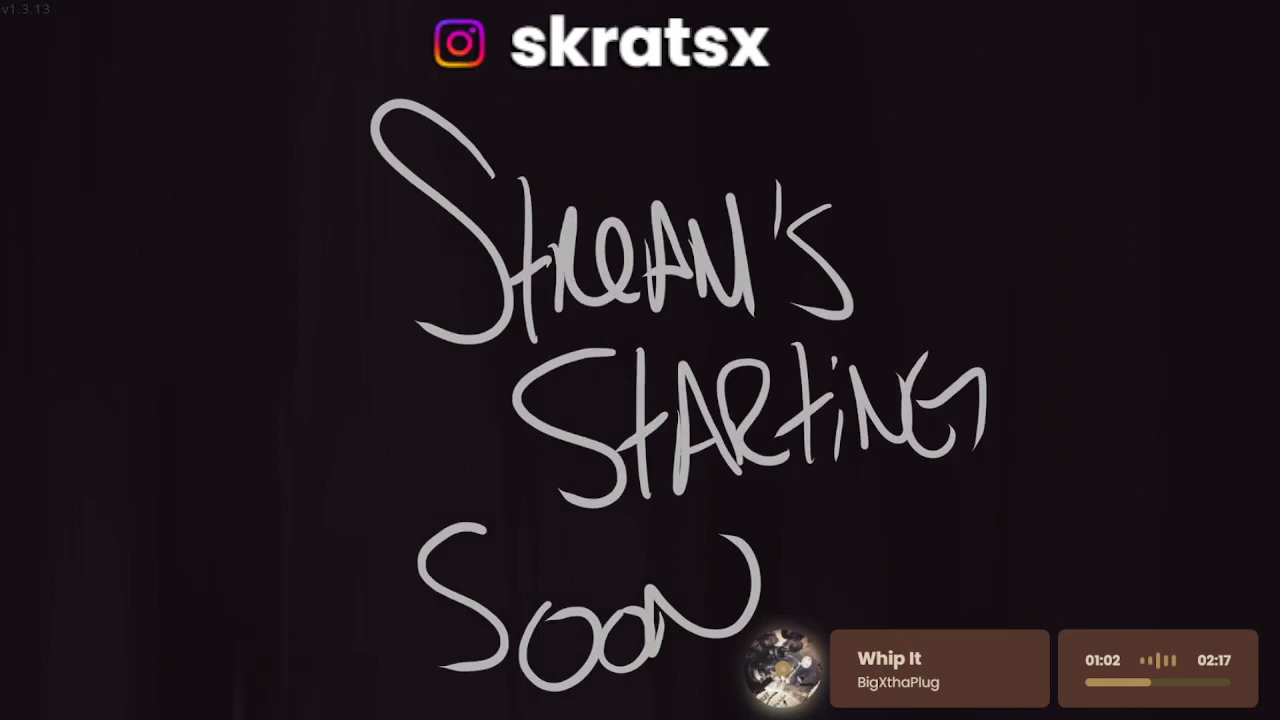 v1.3.13
skratsx
Stream's
Starting
Soon
Whip It
BigXthaPlug
01:02 02:17